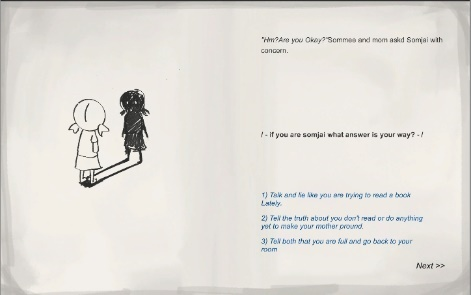 "Hm?Are you Okay?"Sommee and mom askd Somjai with
concorn.
/ - if you are somjai what answer is your way? - /
1) Talk and lie like you are trying to read a book
Lately.
2) Tell the truth about you don't read or do anything
yet to make your mother pround.
3) Tell both that you are full and go back to your
room
Next >>